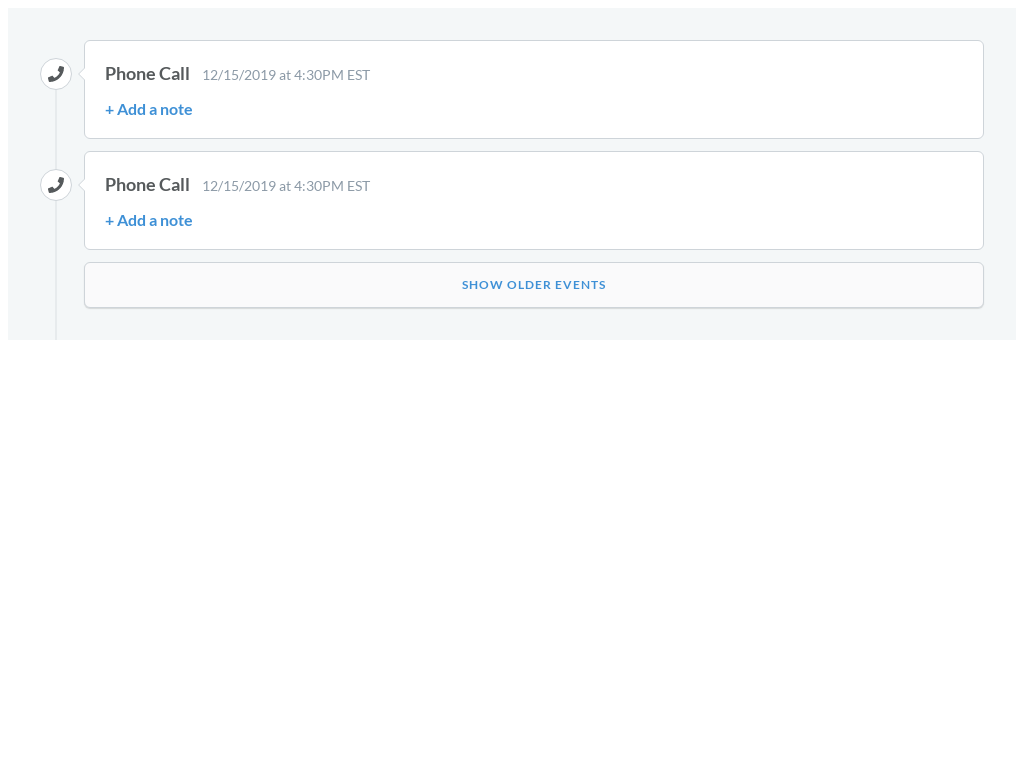 Phone Call 12/15/2019 at 4:30PM EST
+ Add a note
Phone Call 12/15/2019 at 4:30PM EST
+ Add a note
SHOW OLDER EVENTS